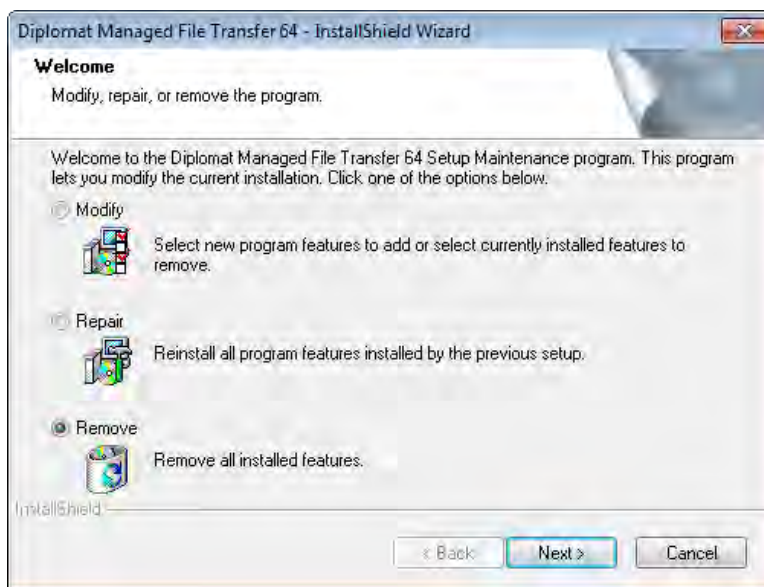 Diplomat Managed File Transfer 64 - InstallShield Wizard
Welcome
Modify, repair, or remove the program.
Welcome to the Diplomat Managed File Transfer 64 Setup Maintenance program. This program
lets you modify the current installation. Click one of the options below.
Modify
Select new program features to add or select currently installed features to
remove.
Repair
Reinstall all program features installed by the previous setup.
Remove
Remove all installed features.
InstallShield
< Back
Next >
Cancel